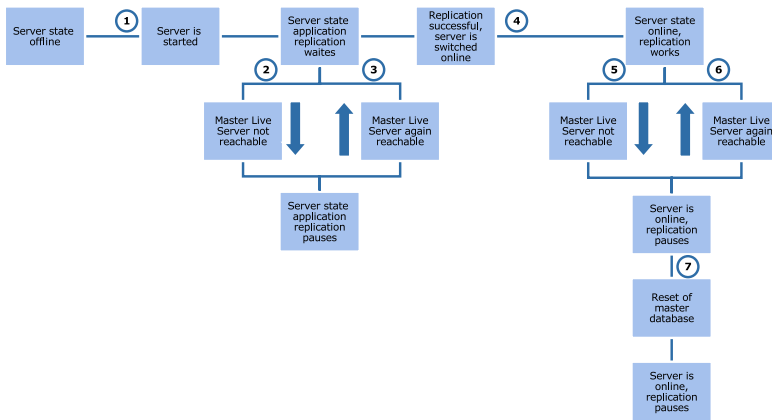 Server state
offline
1
Server is
started
Server state
application
replication
waites
Replication
successful,
server is
switched
online
4
Server state
online,
replication
works
2
3
Master Live
Server not
reachable
Master Live
Server again
reachable
Server state
application
replication
pauses
5
6
Master Live
Server not
reachable
Master Live
Server again
reachable
Server is
online,
replication
pauses
7
Reset of
master
database
Server is
online,
replication
pauses